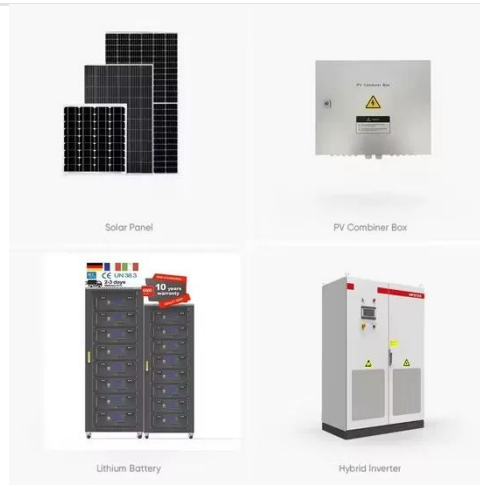 PV Combiner Box
Solar Panel
PV Combiner Box
CE UN38.3
2-3 days
10 years
warranty
Lithium Battery
Hybrid Inverter